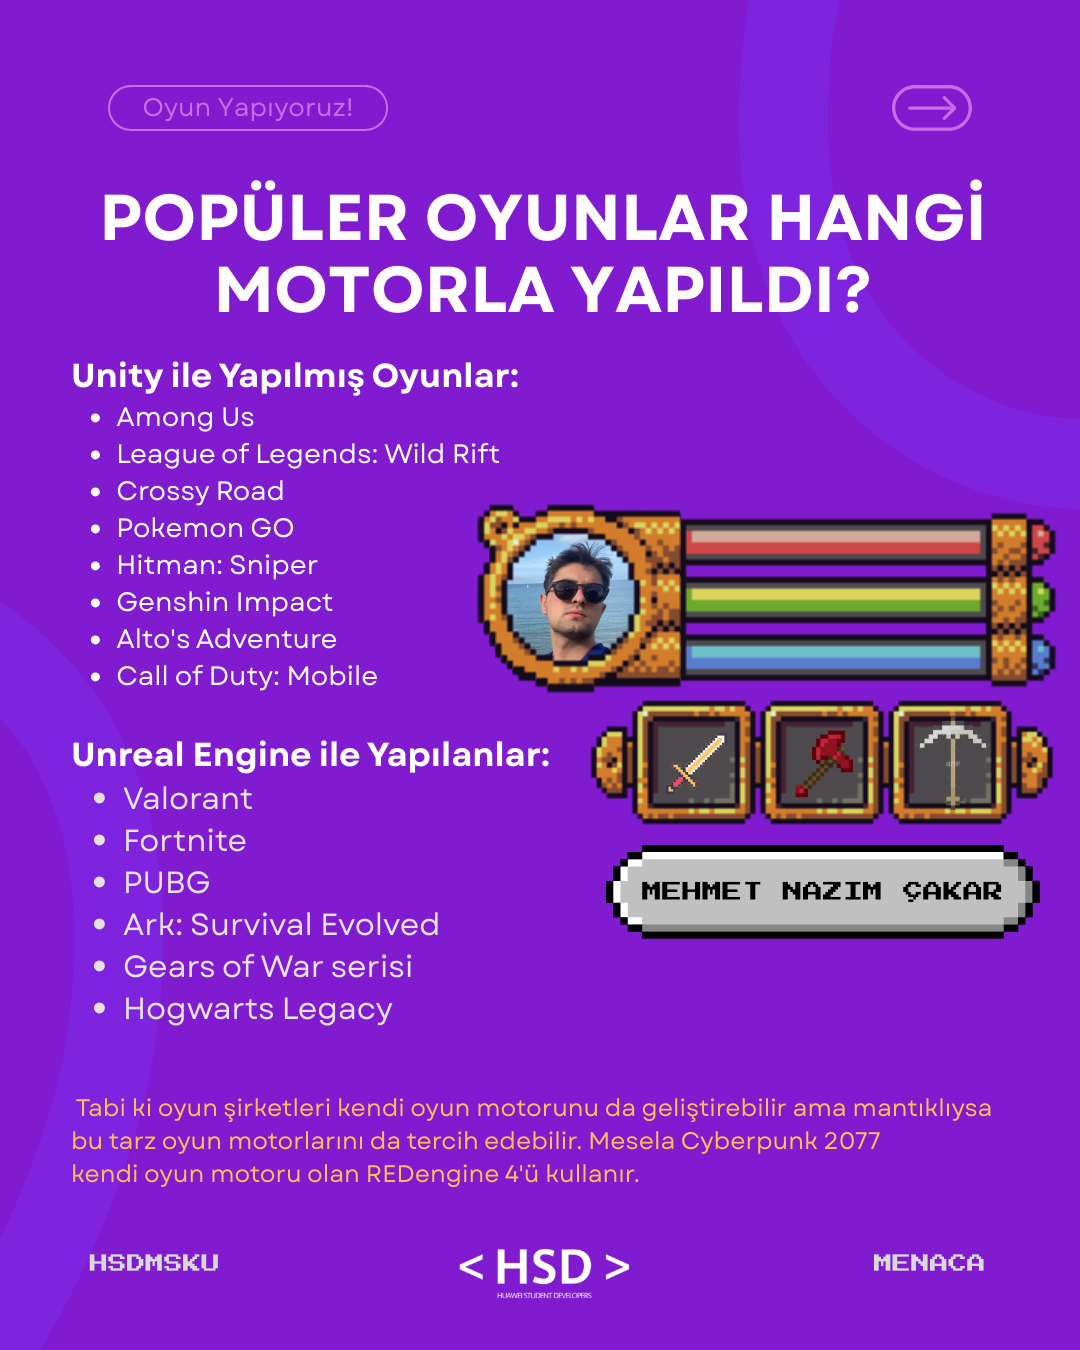 Oyun Yapıyoruz!
POPÜLER OYUNLAR HANGİ
MOTORLA YAPILDI?
Unity ile Yapılmış Oyunlar:
• Among Us
• League of Legends: Wild Rift
• Crossy Road
• Pokemon GO
• Hitman: Sniper
• Genshin Impact
• Alto's Adventure
• Call of Duty: Mobile
Unreal Engine ile Yapılanlar:
• Valorant
• Fortnite
• PUBG
• Ark: Survival Evolved
• Gears of War serisi
• Hogwarts Legacy
MEHMET NAZIM ÇAKAR
Tabi ki oyun şirketleri kendi oyun motorunu da geliştirebilir ama mantıklıysa
bu tarz oyun motorlarını da tercih edebilir. Mesela Cyberpunk 2077
kendi oyun motoru olan REDengine 4'ü kullanır.
HSDMSKU
< HSD >
HUAWEI STUDENT DEVELOPERS
MENACA